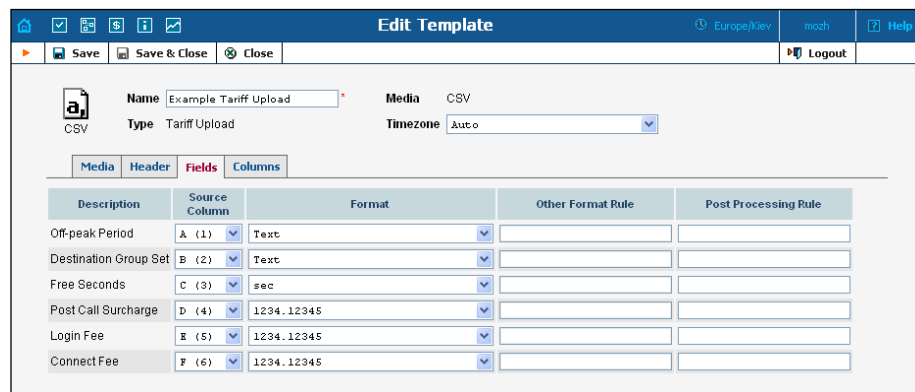 Edit Template Europe/Kiev mozh Help
Save Save & Close Close Logout
a,
CSV
Name Example Tariff Upload * Media CSV
Type Tariff Upload Timezone Auto
Media Header Fields Columns
Description Source Column Format Other Format Rule Post Processing Rule
Off-peak Period A (1) Text
Destination Group Set B (2) Text
Free Seconds C (3) sec
Post Call Surcharge D (4) 1234.12345
Login Fee E (5) 1234.12345
Connect Fee F (6) 1234.12345